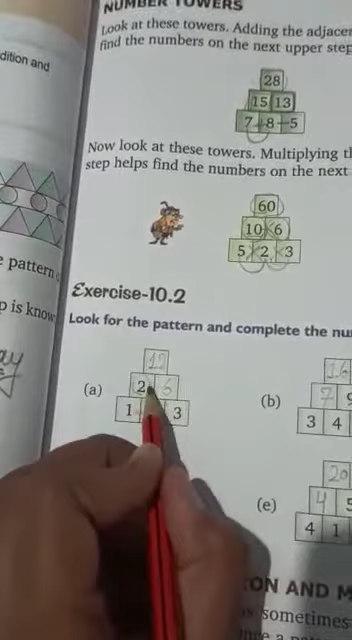 NUMBER TOWERS
Look at these towers. Adding the
find the numbers on the next upper step
dition and
28
15 13
7+8+5
Now look at these towers. Multiplying
step helps find the numbers on the next
60
10×6
5×2×3
pattern
Exercise-10.2
p is know
Look for the pattern and complete the
ay
(a)
12
2 6
1 3
(b)
16
7
3 4
(e)
20
4 5
4 1
ON AND M
sometimes